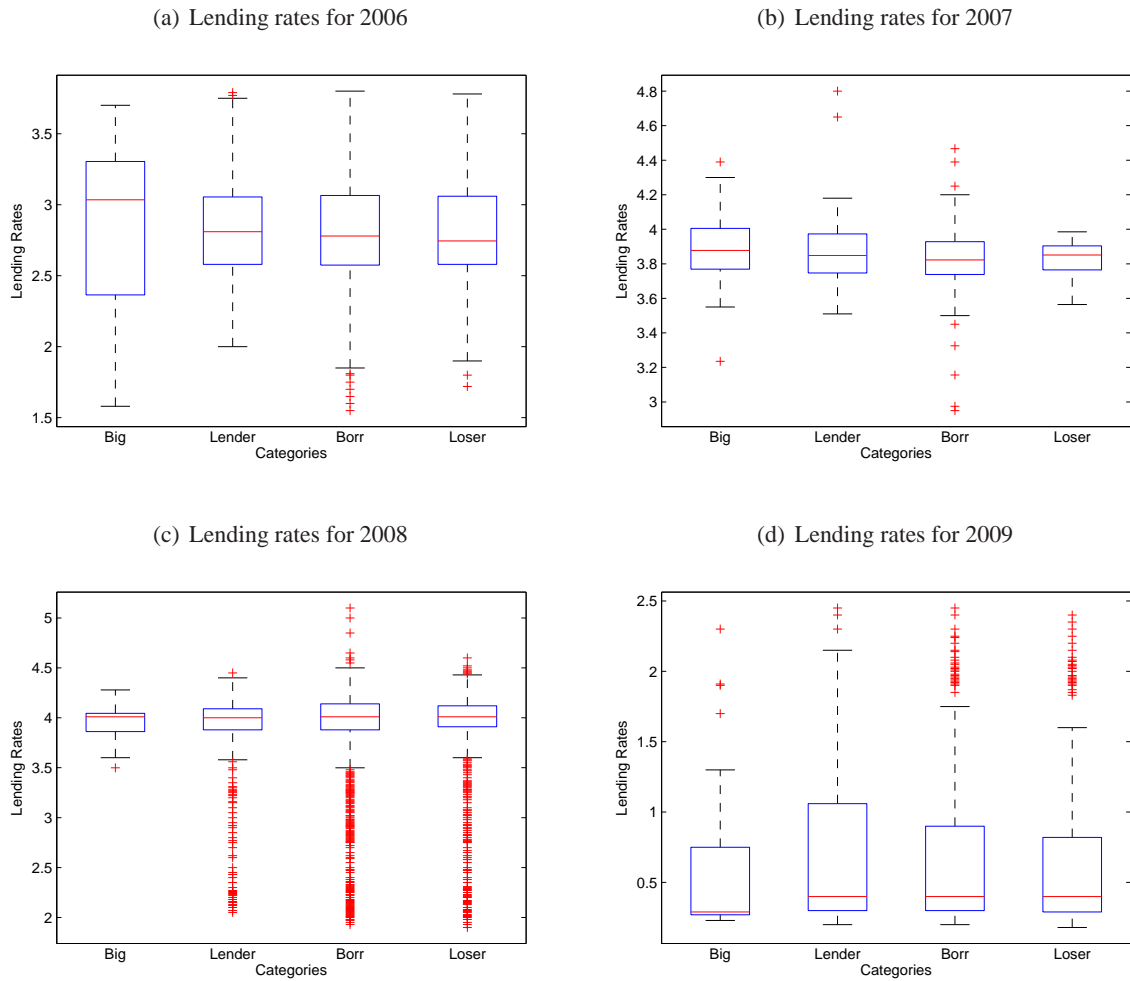 (a) Lending rates for 2006
3.5
3
2.5
2
1.5
Lending Rates
Big Lender Borr Loser
Categories
(b) Lending rates for 2007
4.8
4.6
4.4
4.2
4
3.8
3.6
3.4
3.2
3
Lending Rates
Big Lender Borr Loser
Categories
(c) Lending rates for 2008
5
4.5
4
3.5
3
2.5
2
Lending Rates
Big Lender Borr Loser
Categories
(d) Lending rates for 2009
2.5
2
1.5
1
0.5
Lending Rates
Big Lender Borr Loser
Categories